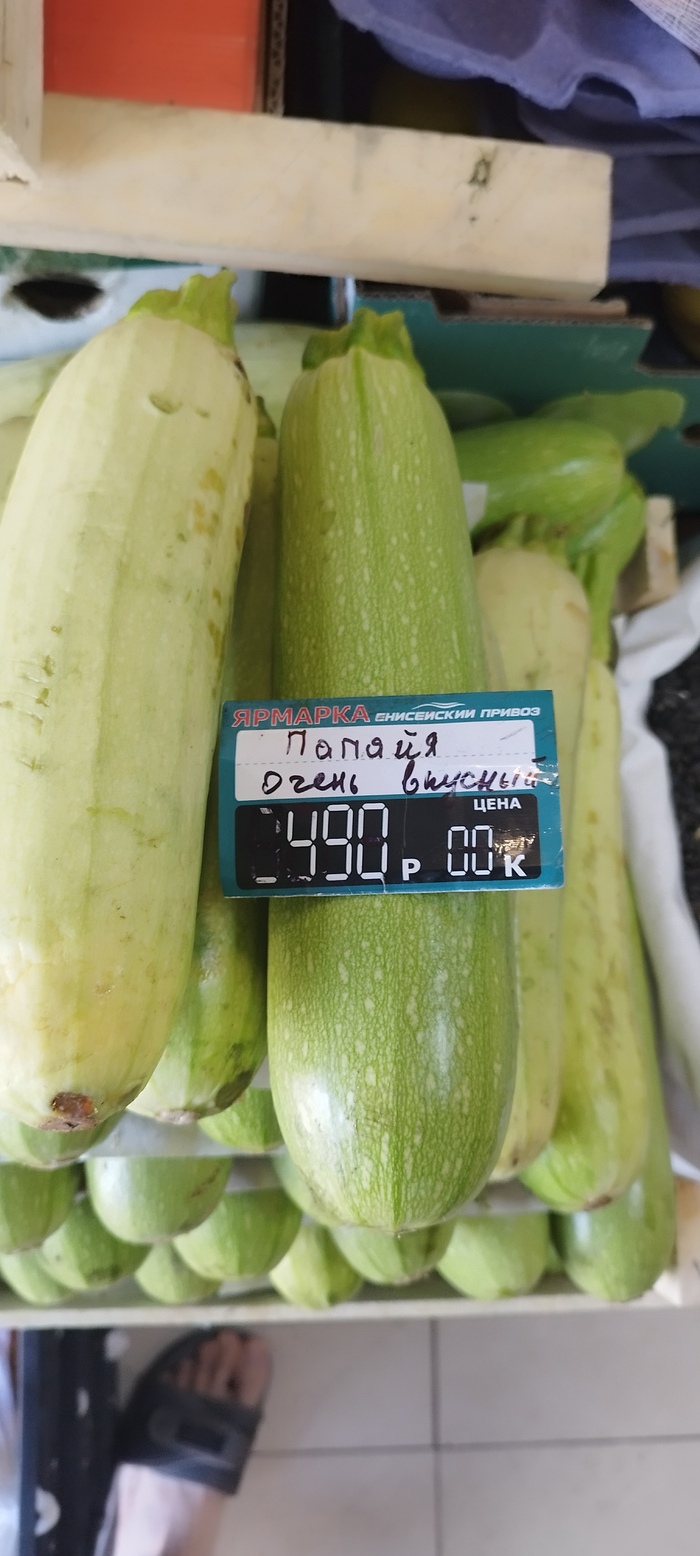 ЯРМАРКА ЕНИСЕЙСКИЙ ПРИВОЗ
Папайя
очень вкусный
ЦЕНА
490 Р 00 К